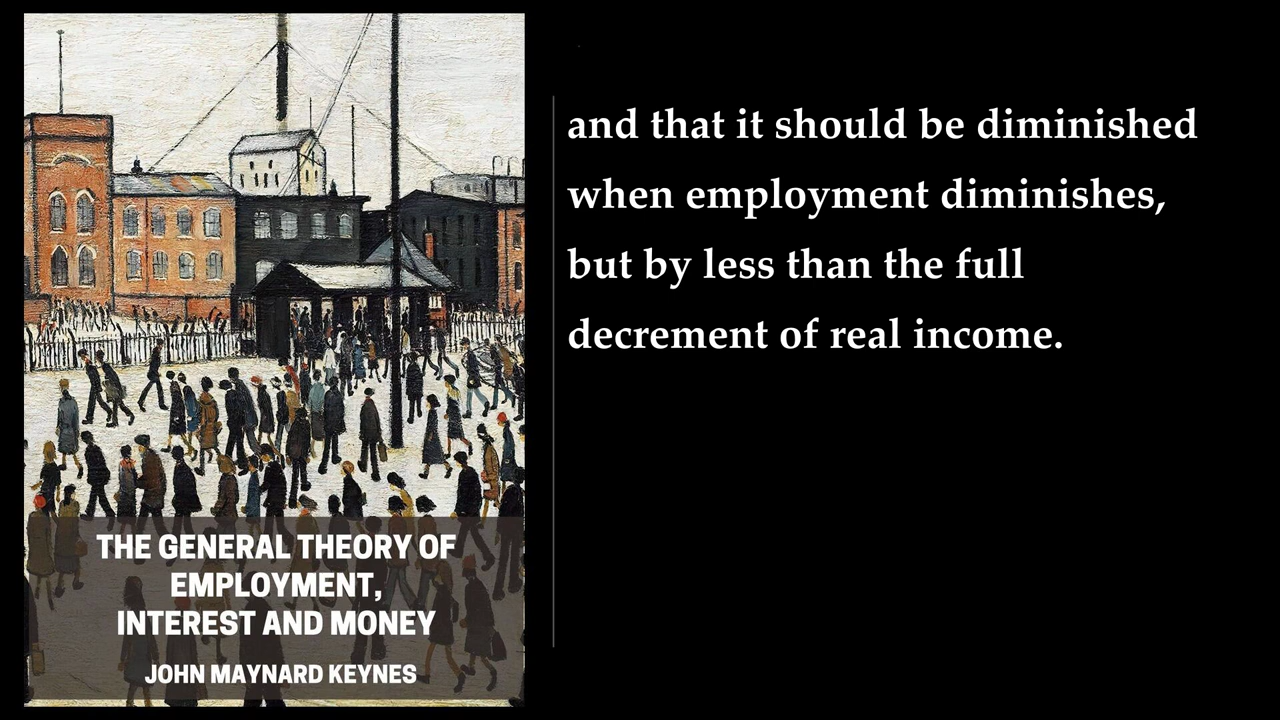 THE GENERAL THEORY OF
EMPLOYMENT,
INTEREST AND MONEY
JOHN MAYNARD KEYNES
and that it should be diminished
when employment diminishes,
but by less than the full
decrement of real income.